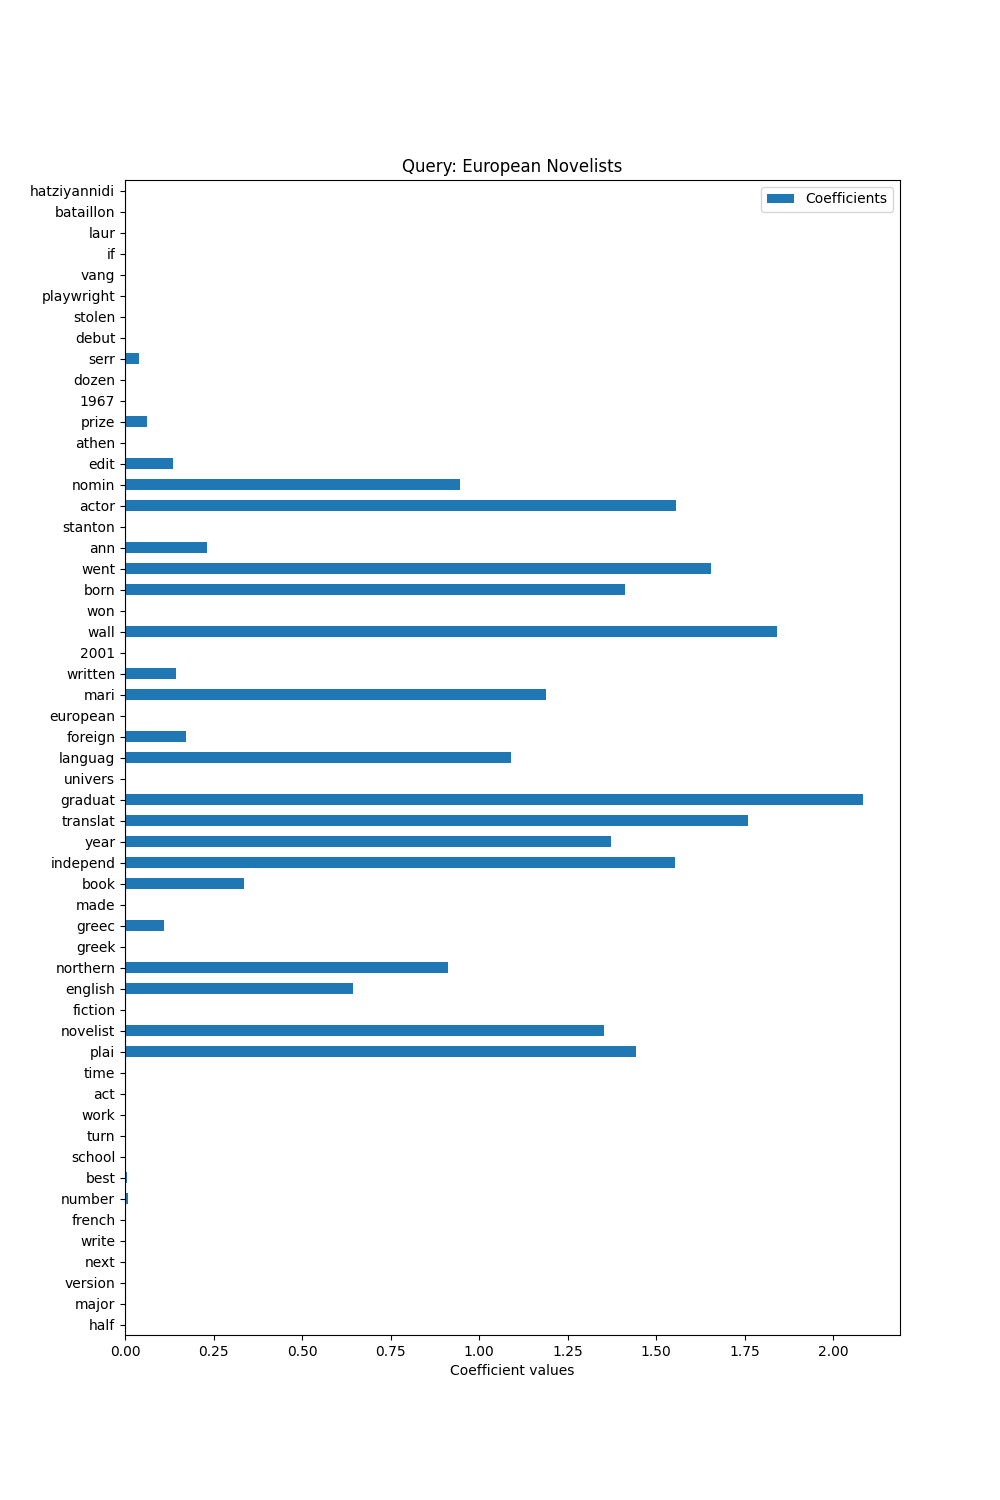 Query: European Novelists
Coefficients
hatziyannidi
bataillon
laur
if
vang
playwright
stolen
debut
serr
dozen
1967
prize
athen
edit
nomin
actor
stanton
ann
went
born
won
wall
2001
written
mari
european
foreign
languag
univers
graduat
translat
year
independ
book
made
greec
greek
northern
english
fiction
novelist
plai
time
act
work
turn
school
best
number
french
write
next
version
major
half
0.00 0.25 0.50 0.75 1.00 1.25 1.50 1.75 2.00
Coefficient values